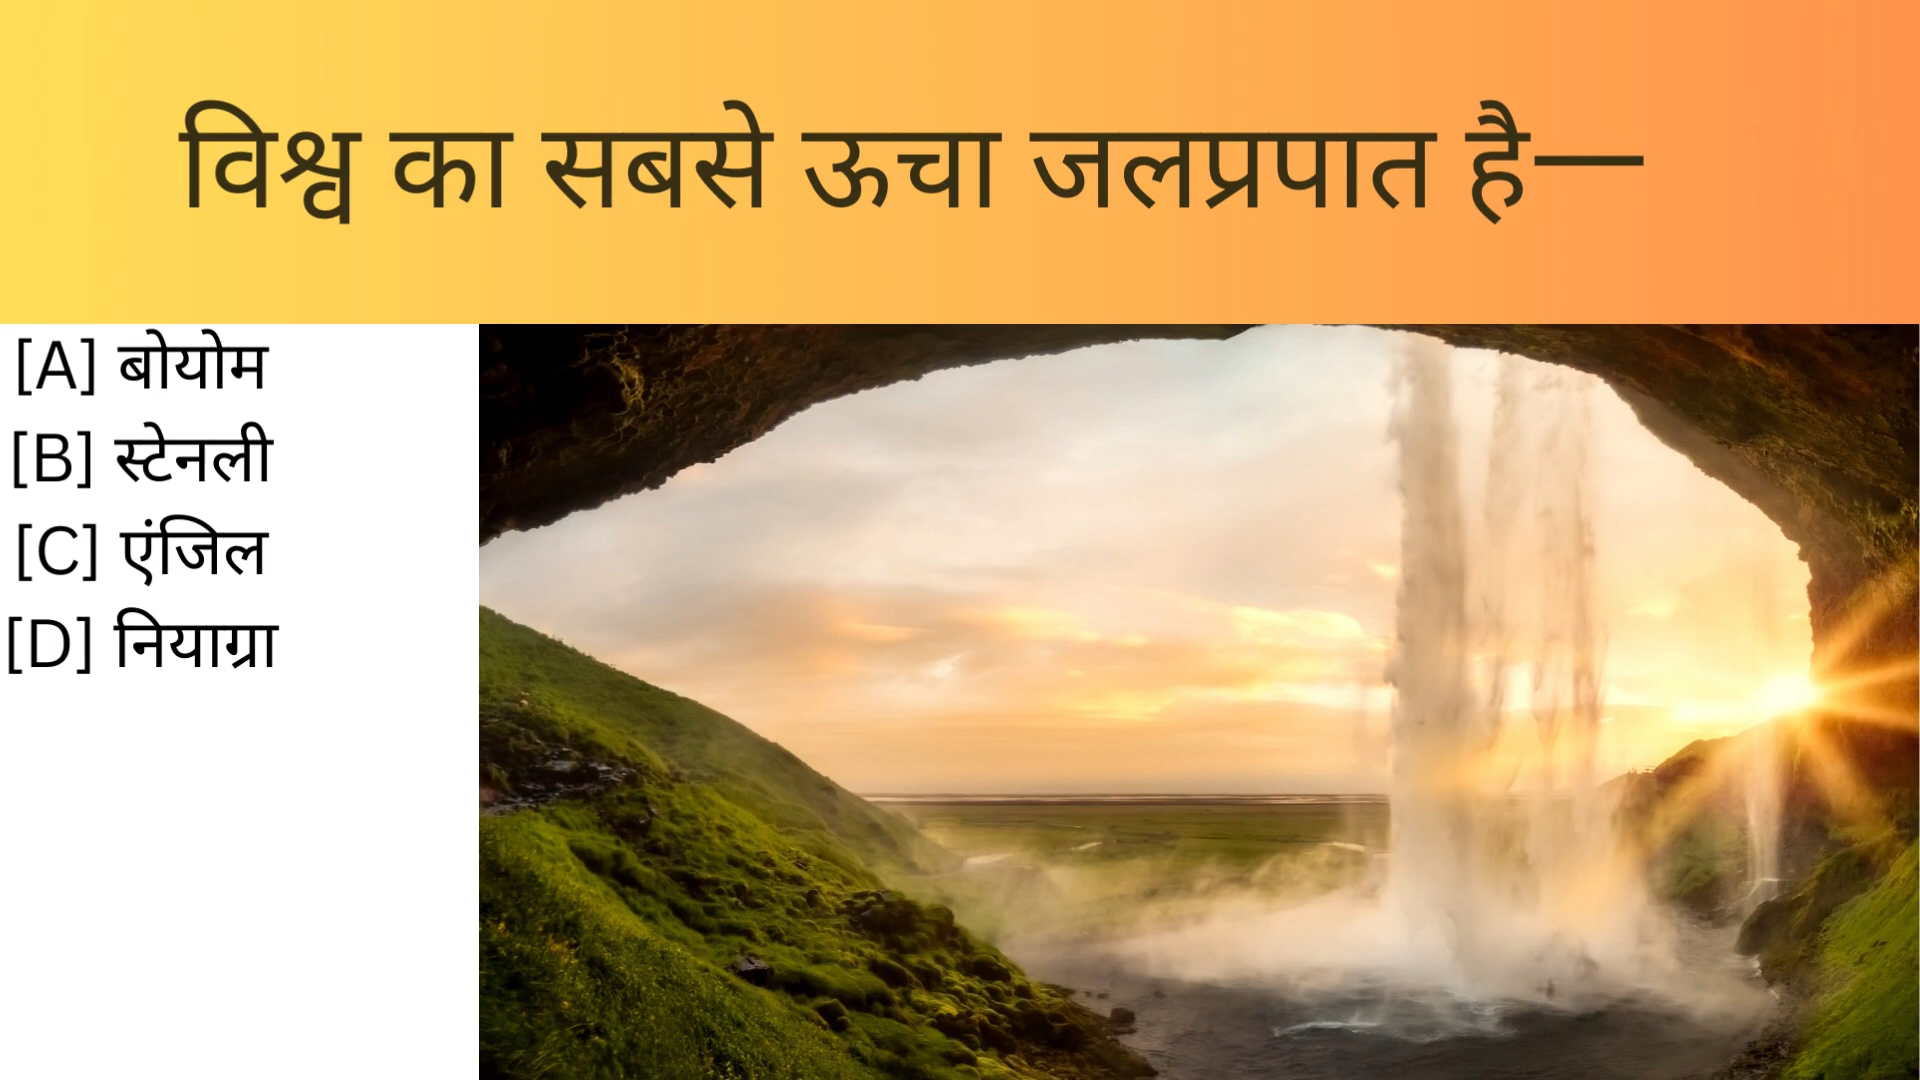 विश्व का सबसे ऊचा जलप्रपात है—
[A] बोयोम
[B] स्टेनली
[C] एंजिल
[D] नियाग्रा